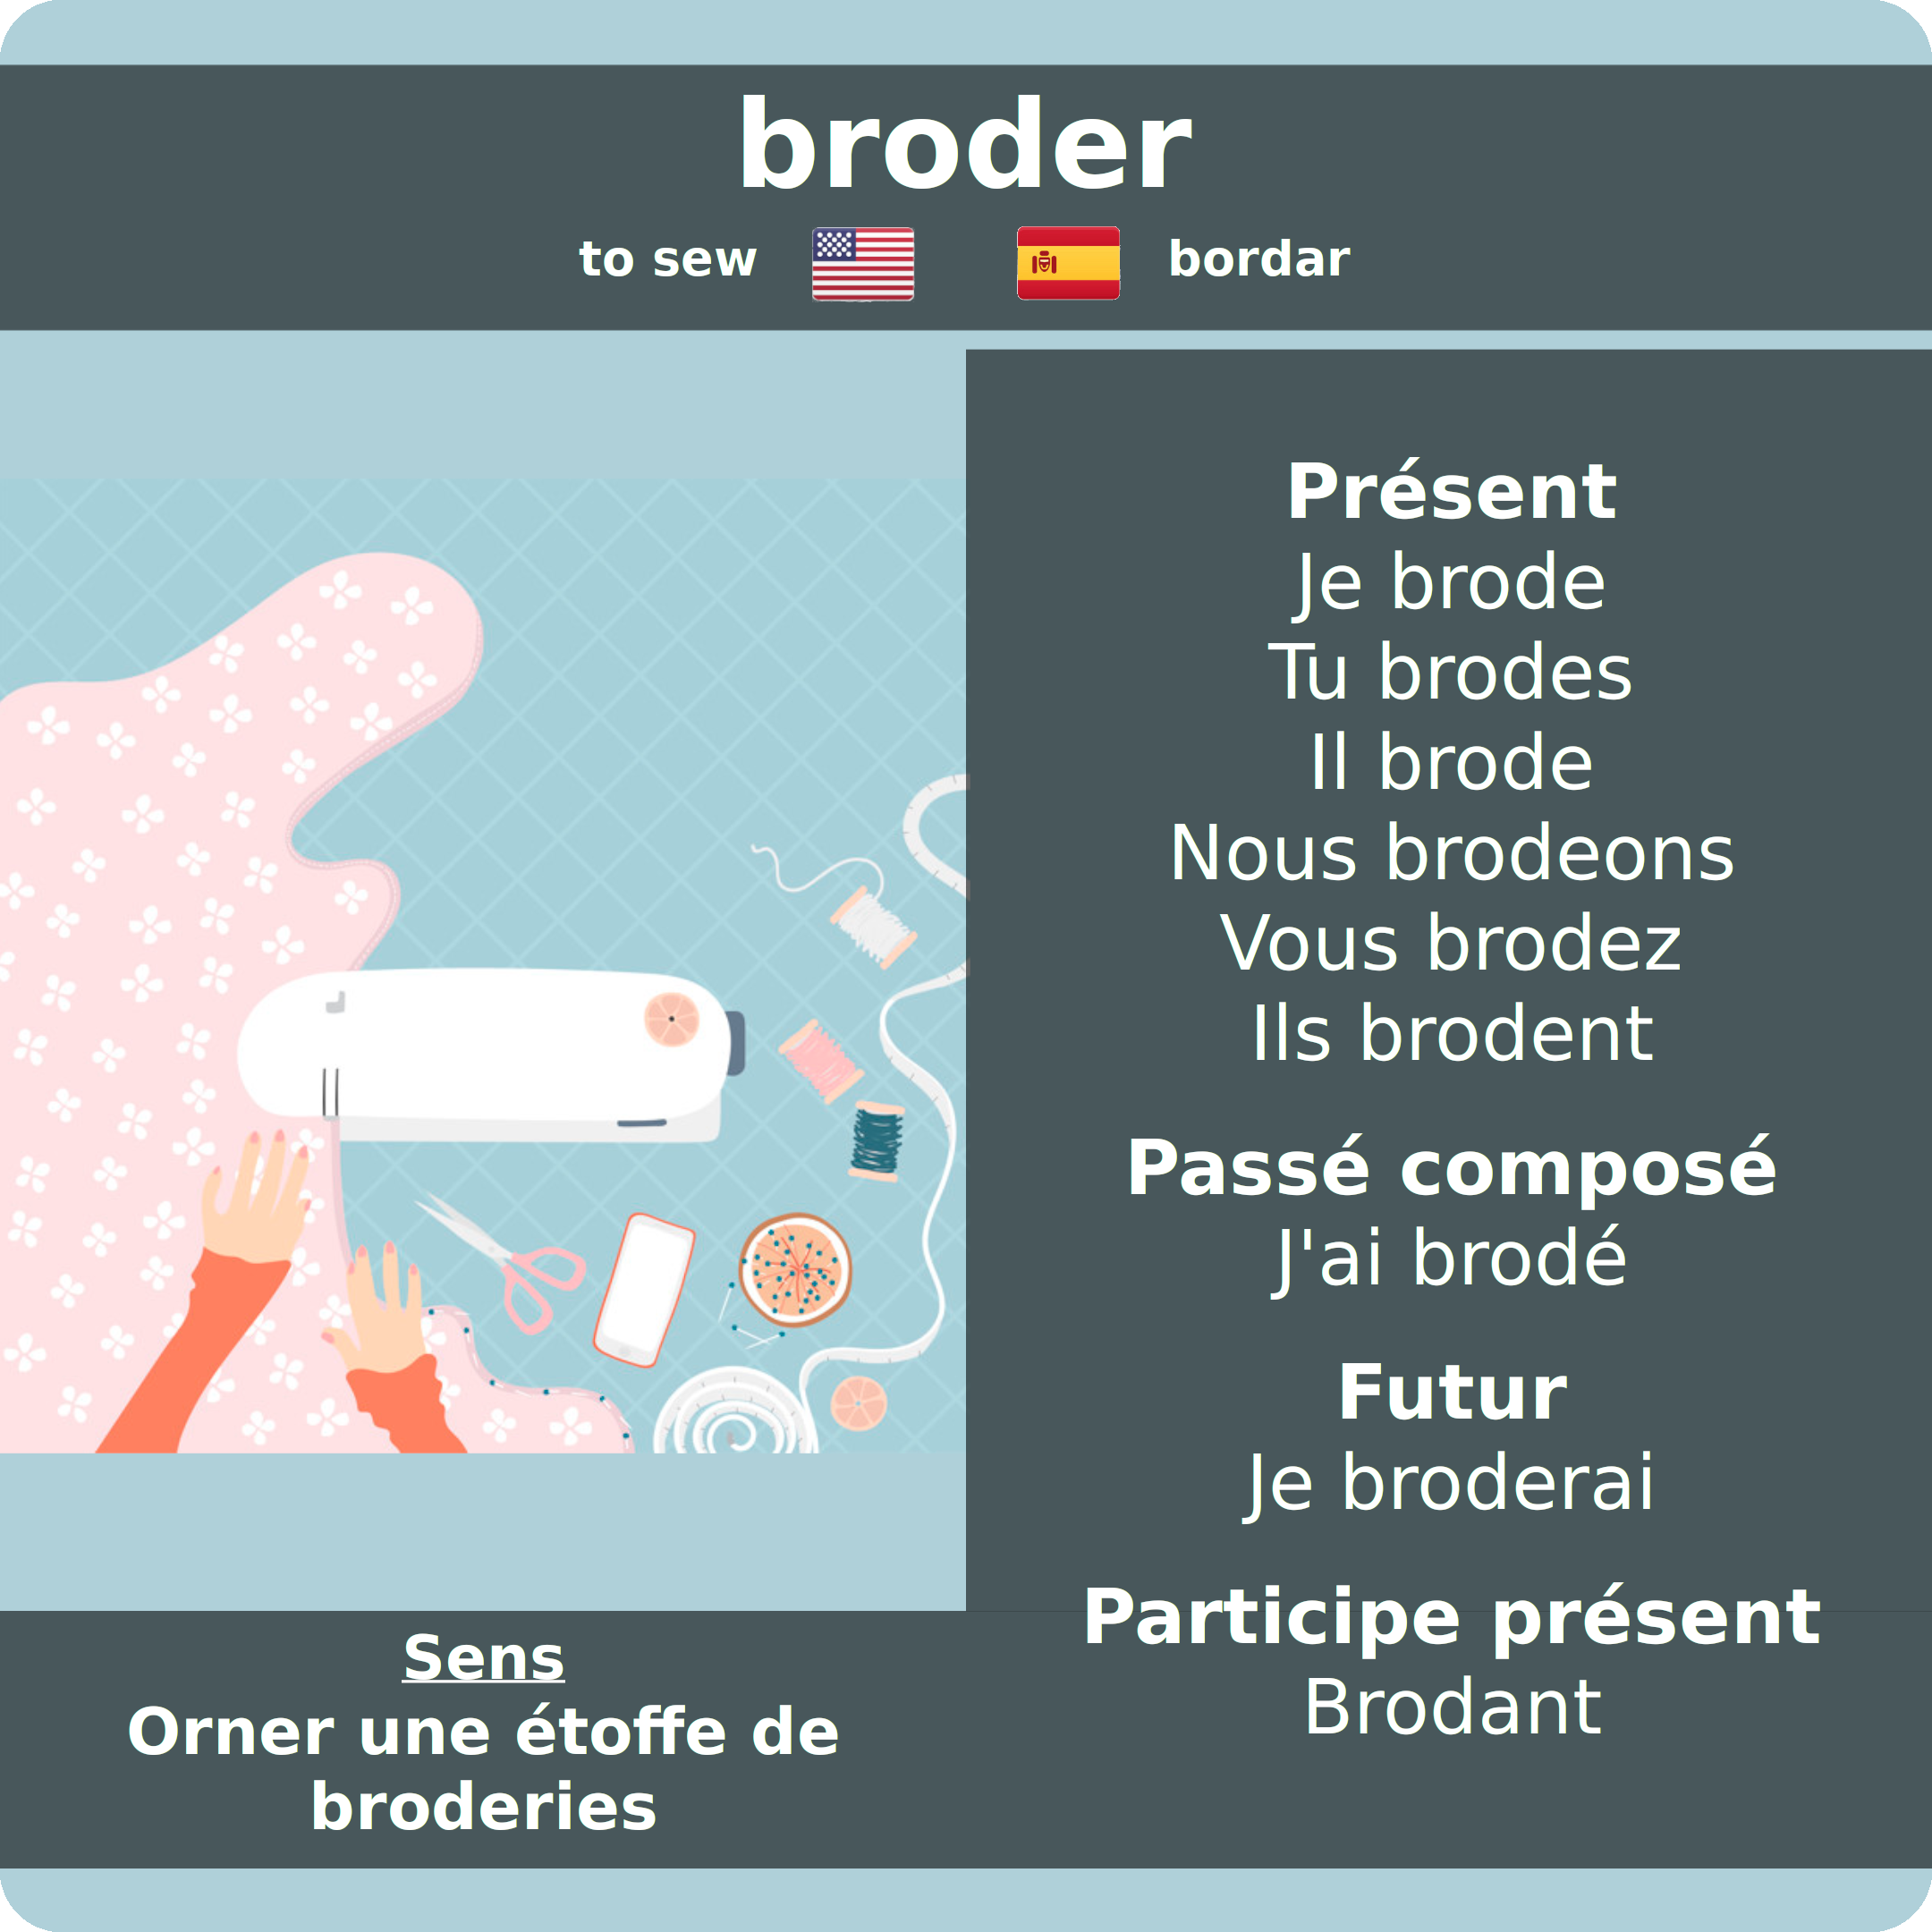 broder
to sew
bordar
Présent
Je brode
Tu brodes
Il brode
Nous brodeons
Vous brodez
Ils brodent
Passé composé
J'ai brodé
Futur
Je broderai
Participe présent
Brodant
Sens
Orner une étoffe de
broderies